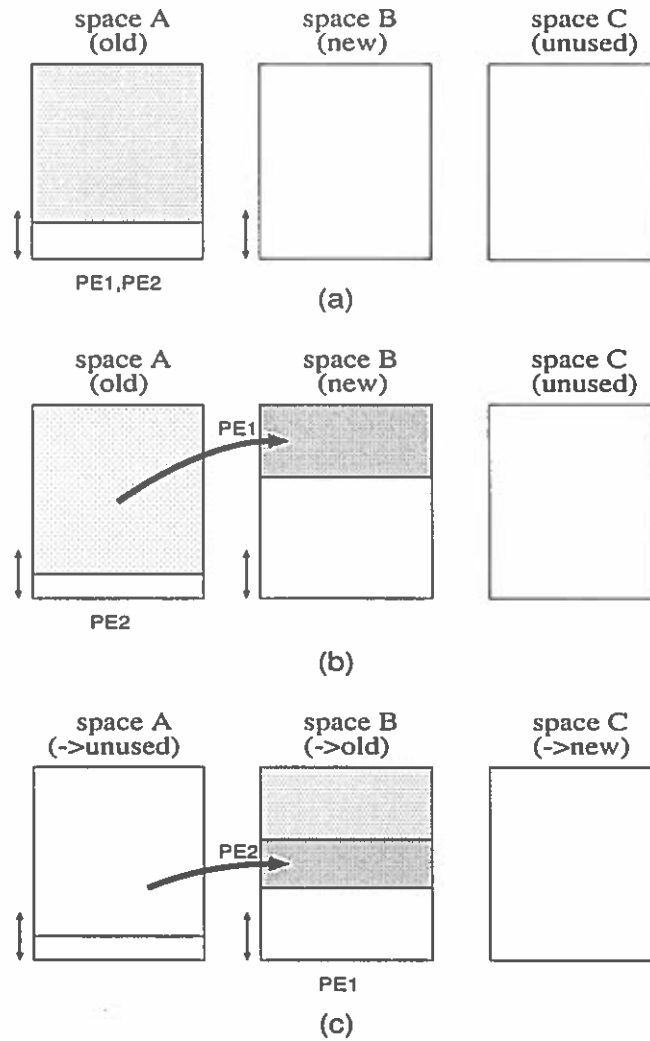 space A
(old)
space B
(new)
space C
(unused)
PE1,PE2
(a)
space A
(old)
space B
(new)
space C
(unused)
PE1
PE2
(b)
space A
(->unused)
space B
(->old)
space C
(->new)
PE2
PE1
(c)